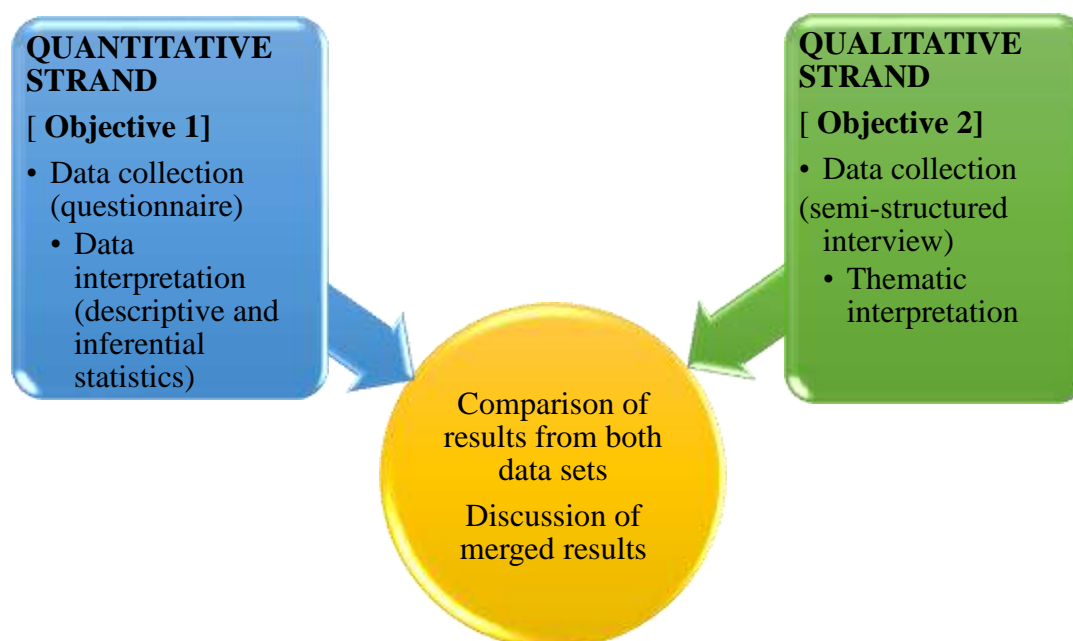 QUANTITATIVE
STRAND
[ Objective 1]
• Data collection
(questionnaire)
• Data
interpretation
(descriptive and
inferential
statistics)
QUALITATIVE
STRAND
[ Objective 2]
• Data collection
(semi-structured
interview)
• Thematic
interpretation
Comparison of
results from both
data sets
Discussion of
merged results